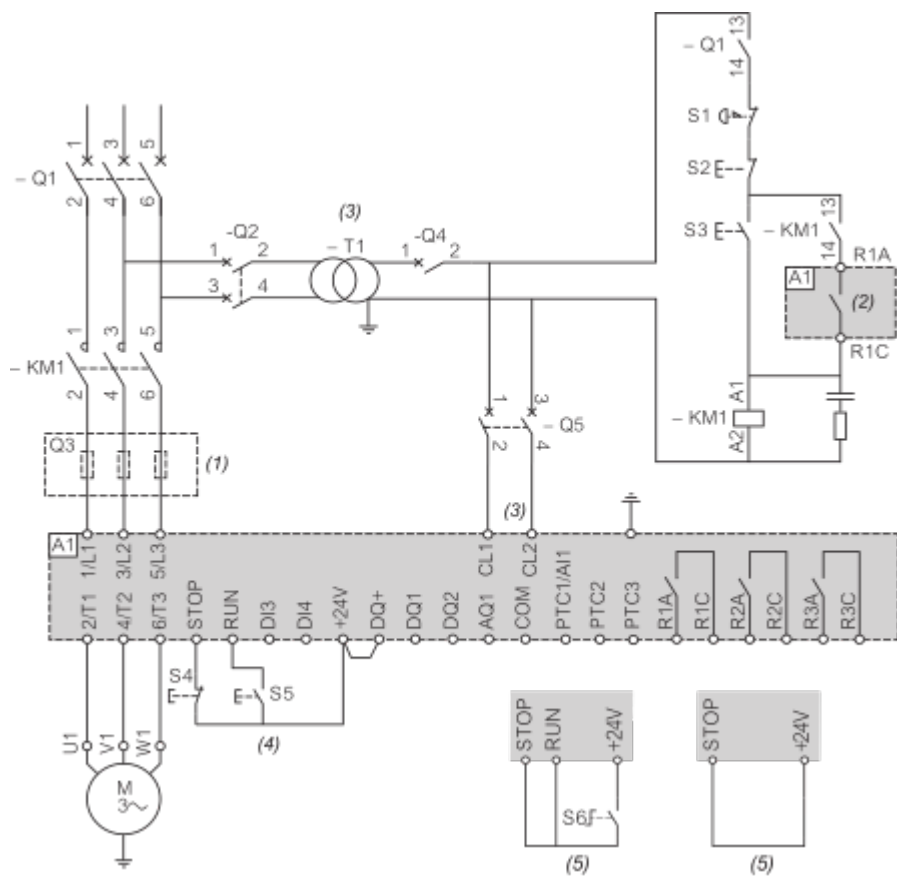 13
– Q1
14
S1
1 3 5
– Q1
2 4 6
S2
(3)
-Q2
1 2
– T1
-Q4
1 2
S3
13
– KM1
14
R1A
3 4
A1
(2)
R1C
1 3 5
– KM1
2 4 6
1 3
– Q5
2 4
A1
– KM1
A2
Q3
(1)
(3)
A1
1/L1 3/L2 5/L3 CL1 CL2
2/T1 4/T2 6/T3 STOP RUN DI3 DI4 +24V DQ+ DQ1 DQ2 AQ1 COM PTC1/AI1 PTC2 PTC3 R1A R1C R2A R2C R3A R3C
S4 S5
(4)
STOP RUN +24V
STOP +24V
U1 V1 W1
M
3~
S6
(5)
(5)